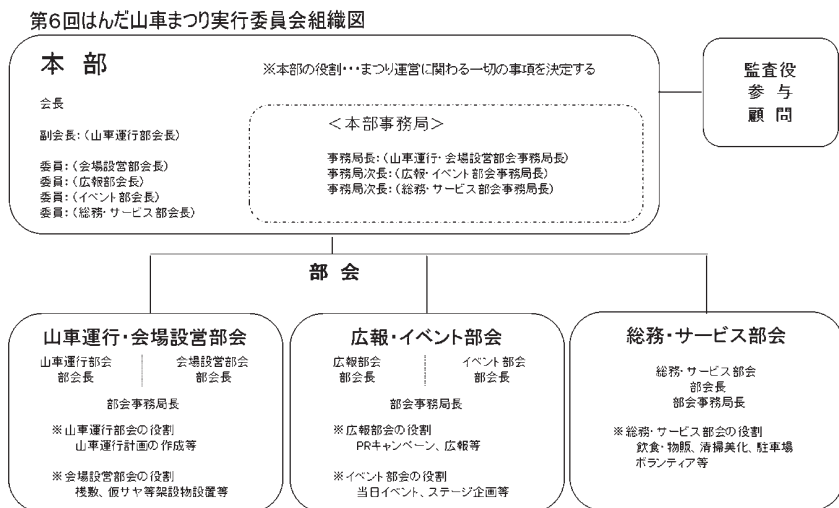 第6回はんだ山車まつり実行委員会組織図
本部
※本部の役割・・・まつり運営に関わる一切の事項を決定する
会長
副会長:(山車運行部会長)
委員:(会場設営部会長)
委員:(広報部会長)
委員:(イベント部会長)
委員:(総務・サービス部会長)
<本部事務局>
事務局長:(山車運行・会場設営部会事務局長)
事務局次長:(広報・イベント部会事務局長)
事務局次長:(総務・サービス部会事務局長)
監査役
参与
顧問
部会
山車運行・会場設営部会
山車運行部会 会場設営部会
部会長 部会長
部会事務局長
※山車運行部会の役割
山車運行計画の作成等
※会場設営部会の役割
桟敷、仮サヤ等架設物設置等
広報・イベント部会
広報部会 イベント部会
部会長 部会長
部会事務局長
※広報部会の役割
PRキャンペーン、広報等
※イベント部会の役割
当日イベント、ステージ企画等
総務・サービス部会
総務・サービス部会
部会長
部会事務局長
※総務・サービス部会の役割
飲食・物販、清掃美化、駐車場
ボランティア等